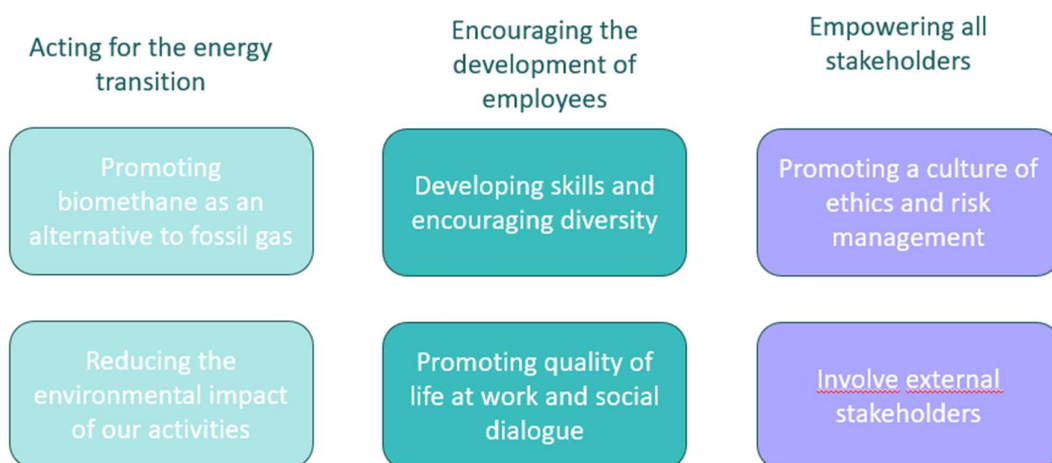 Acting for the energy
transition
Encouraging the
development of
employees
Empowering all
stakeholders
Promoting
biomethane as an
alternative to fossil gas
Developing skills and
encouraging diversity
Promoting a culture of
ethics and risk
management
Reducing the
environmental impact
of our activities
Promoting quality of
life at work and social
dialogue
Involve external
stakeholders